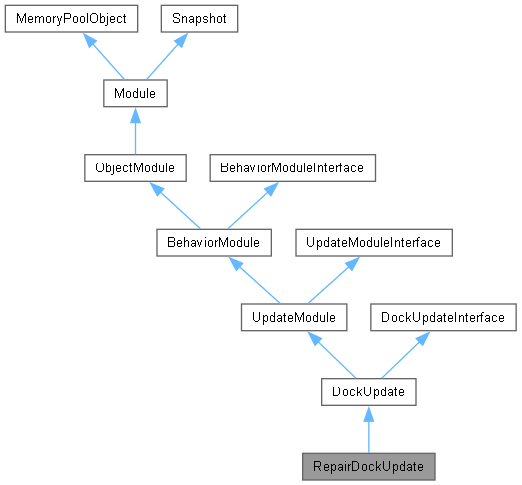 MemoryPoolObject
Snapshot
Module
ObjectModule
BehaviorModuleInterface
BehaviorModule
UpdateModuleInterface
UpdateModule
DockUpdateInterface
DockUpdate
RepairDockUpdate